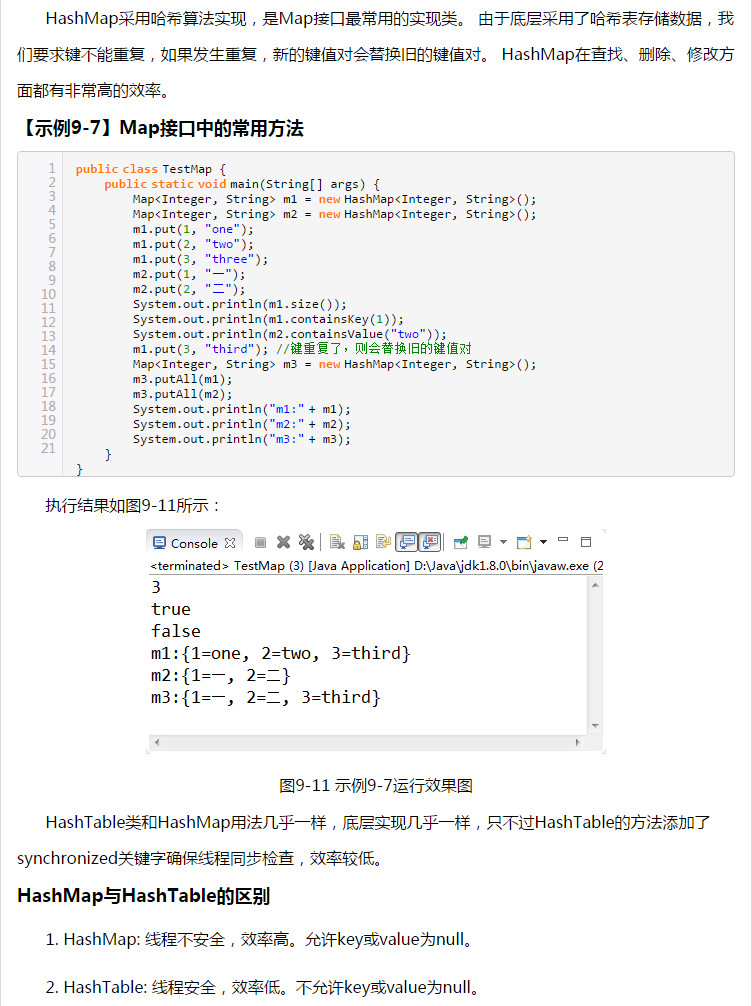 HashMap采用哈希算法实现，是Map接口最常用的实现类。 由于底层采用了哈希表存储数据，我
们要求键不能重复，如果发生重复，新的键值对会替换旧的键值对。 HashMap在查找、删除、修改方
面都有非常高的效率。
【示例9-7】Map接口中的常用方法
1 public class TestMap {
2 public static void main(String[] args) {
3 Map<Integer, String> m1 = new HashMap<Integer, String>();
4 Map<Integer, String> m2 = new HashMap<Integer, String>();
5 m1.put(1, "one");
6 m1.put(2, "two");
7 m1.put(3, "three");
8 m2.put(1, "一");
9 m2.put(2, "二");
10 System.out.println(m1.size());
11 System.out.println(m1.containsKey(1));
12 System.out.println(m2.containsValue("two"));
13 m1.put(3, "third"); //键重复了，则会替换旧的键值对
14 Map<Integer, String> m3 = new HashMap<Integer, String>();
15 m3.putAll(m1);
16 m3.putAll(m2);
17 System.out.println("m1:" + m1);
18 System.out.println("m2:" + m2);
19 System.out.println("m3:" + m3);
20 }
21 }
执行结果如图9-11所示：
Console
<terminated> TestMap (3) [Java Application] D:\Java\jdk1.8.0\bin\javaw.exe (2
3
true
false
m1:{1=one, 2=two, 3=third}
m2:{1=一, 2=二}
m3:{1=一, 2=二, 3=third}
图9-11 示例9-7运行效果图
HashTable类和HashMap用法几乎一样，底层实现几乎一样，只不过HashTable的方法添加了
synchronized关键字确保线程同步检查，效率较低。
HashMap与HashTable的区别
1. HashMap: 线程不安全，效率高。允许key或value为null。
2. HashTable: 线程安全，效率低。不允许key或value为null。